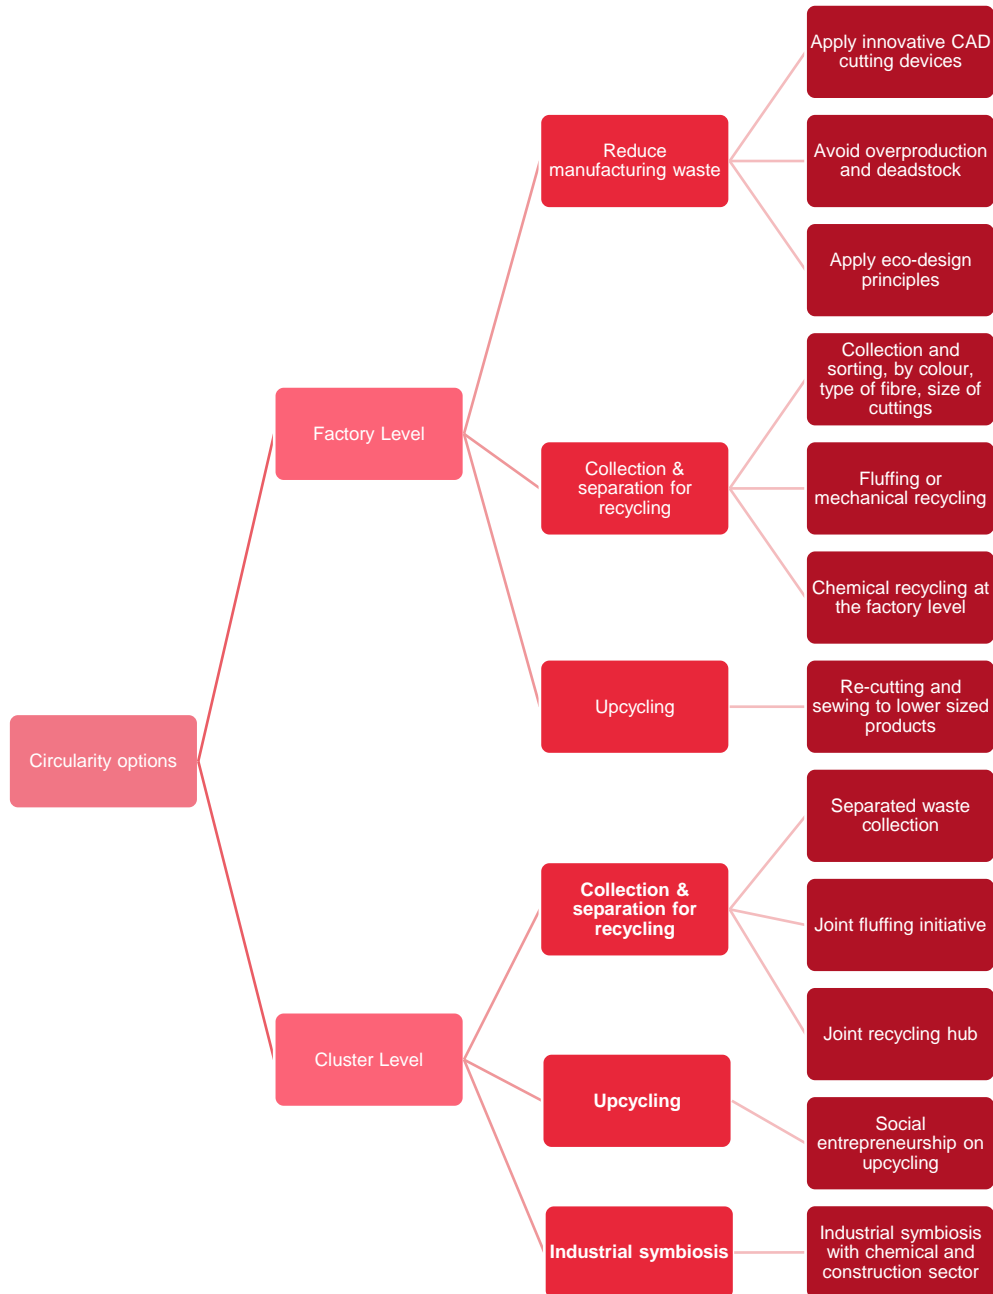 Circularity options
Factory Level
Reduce
manufacturing waste
Apply innovative CAD
cutting devices
Avoid overproduction
and deadstock
Apply eco-design
principles
Collection &
separation for
recycling
Collection and
sorting, by colour,
type of fibre, size of
cuttings
Fluffing or
mechanical recycling
Chemical recycling at
the factory level
Upcycling
Re-cutting and
sewing to lower sized
products
Cluster Level
Collection &
separation for
recycling
Separated waste
collection
Joint fluffing initiative
Joint recycling hub
Upcycling
Social
entrepreneurship on
upcycling
Industrial symbiosis
Industrial symbiosis
with chemical and
construction sector